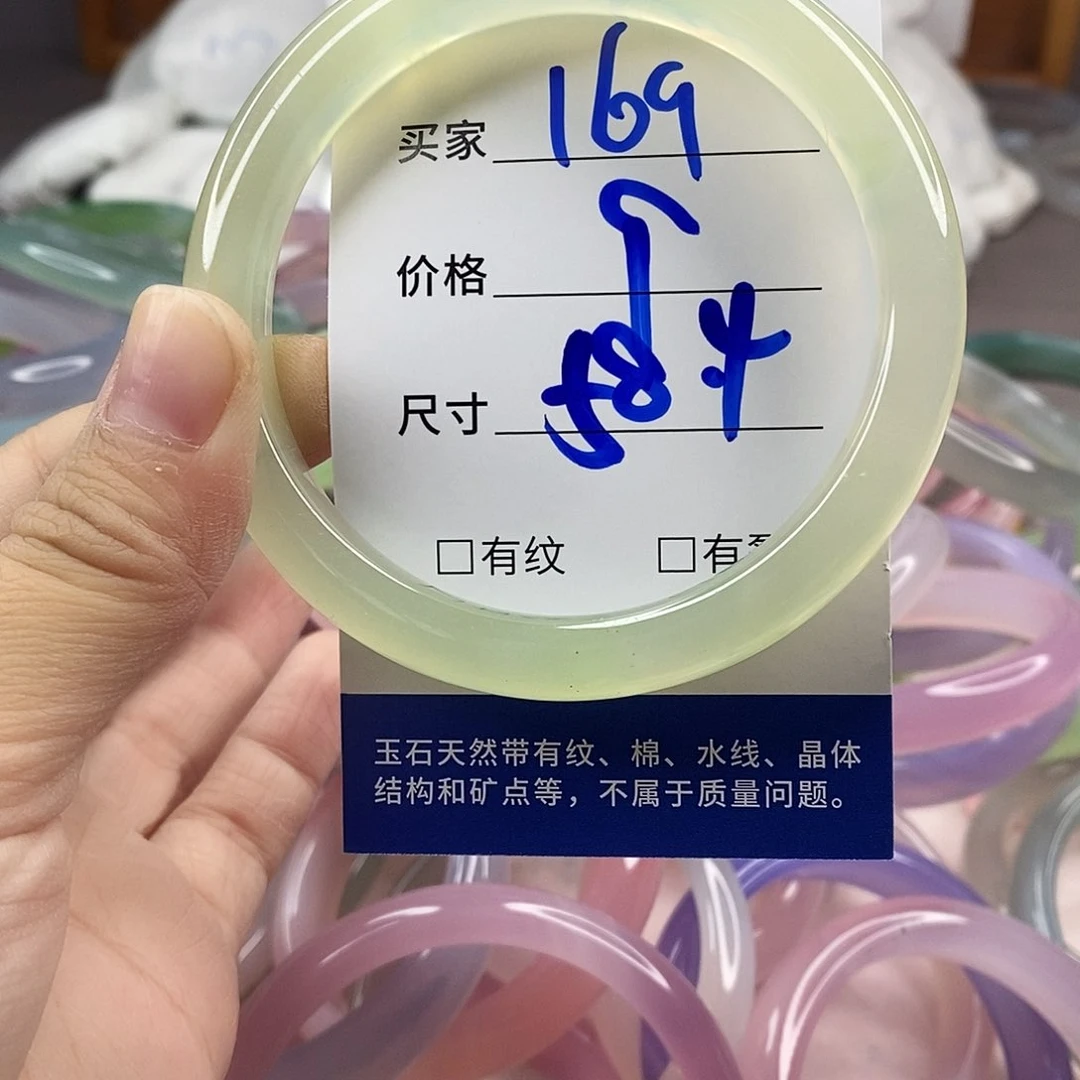 买家 169
价格
尺寸 58.4
□有纹 □有
玉石天然带有纹、棉、水线、晶体
结构和矿点等，不属于质量问题。